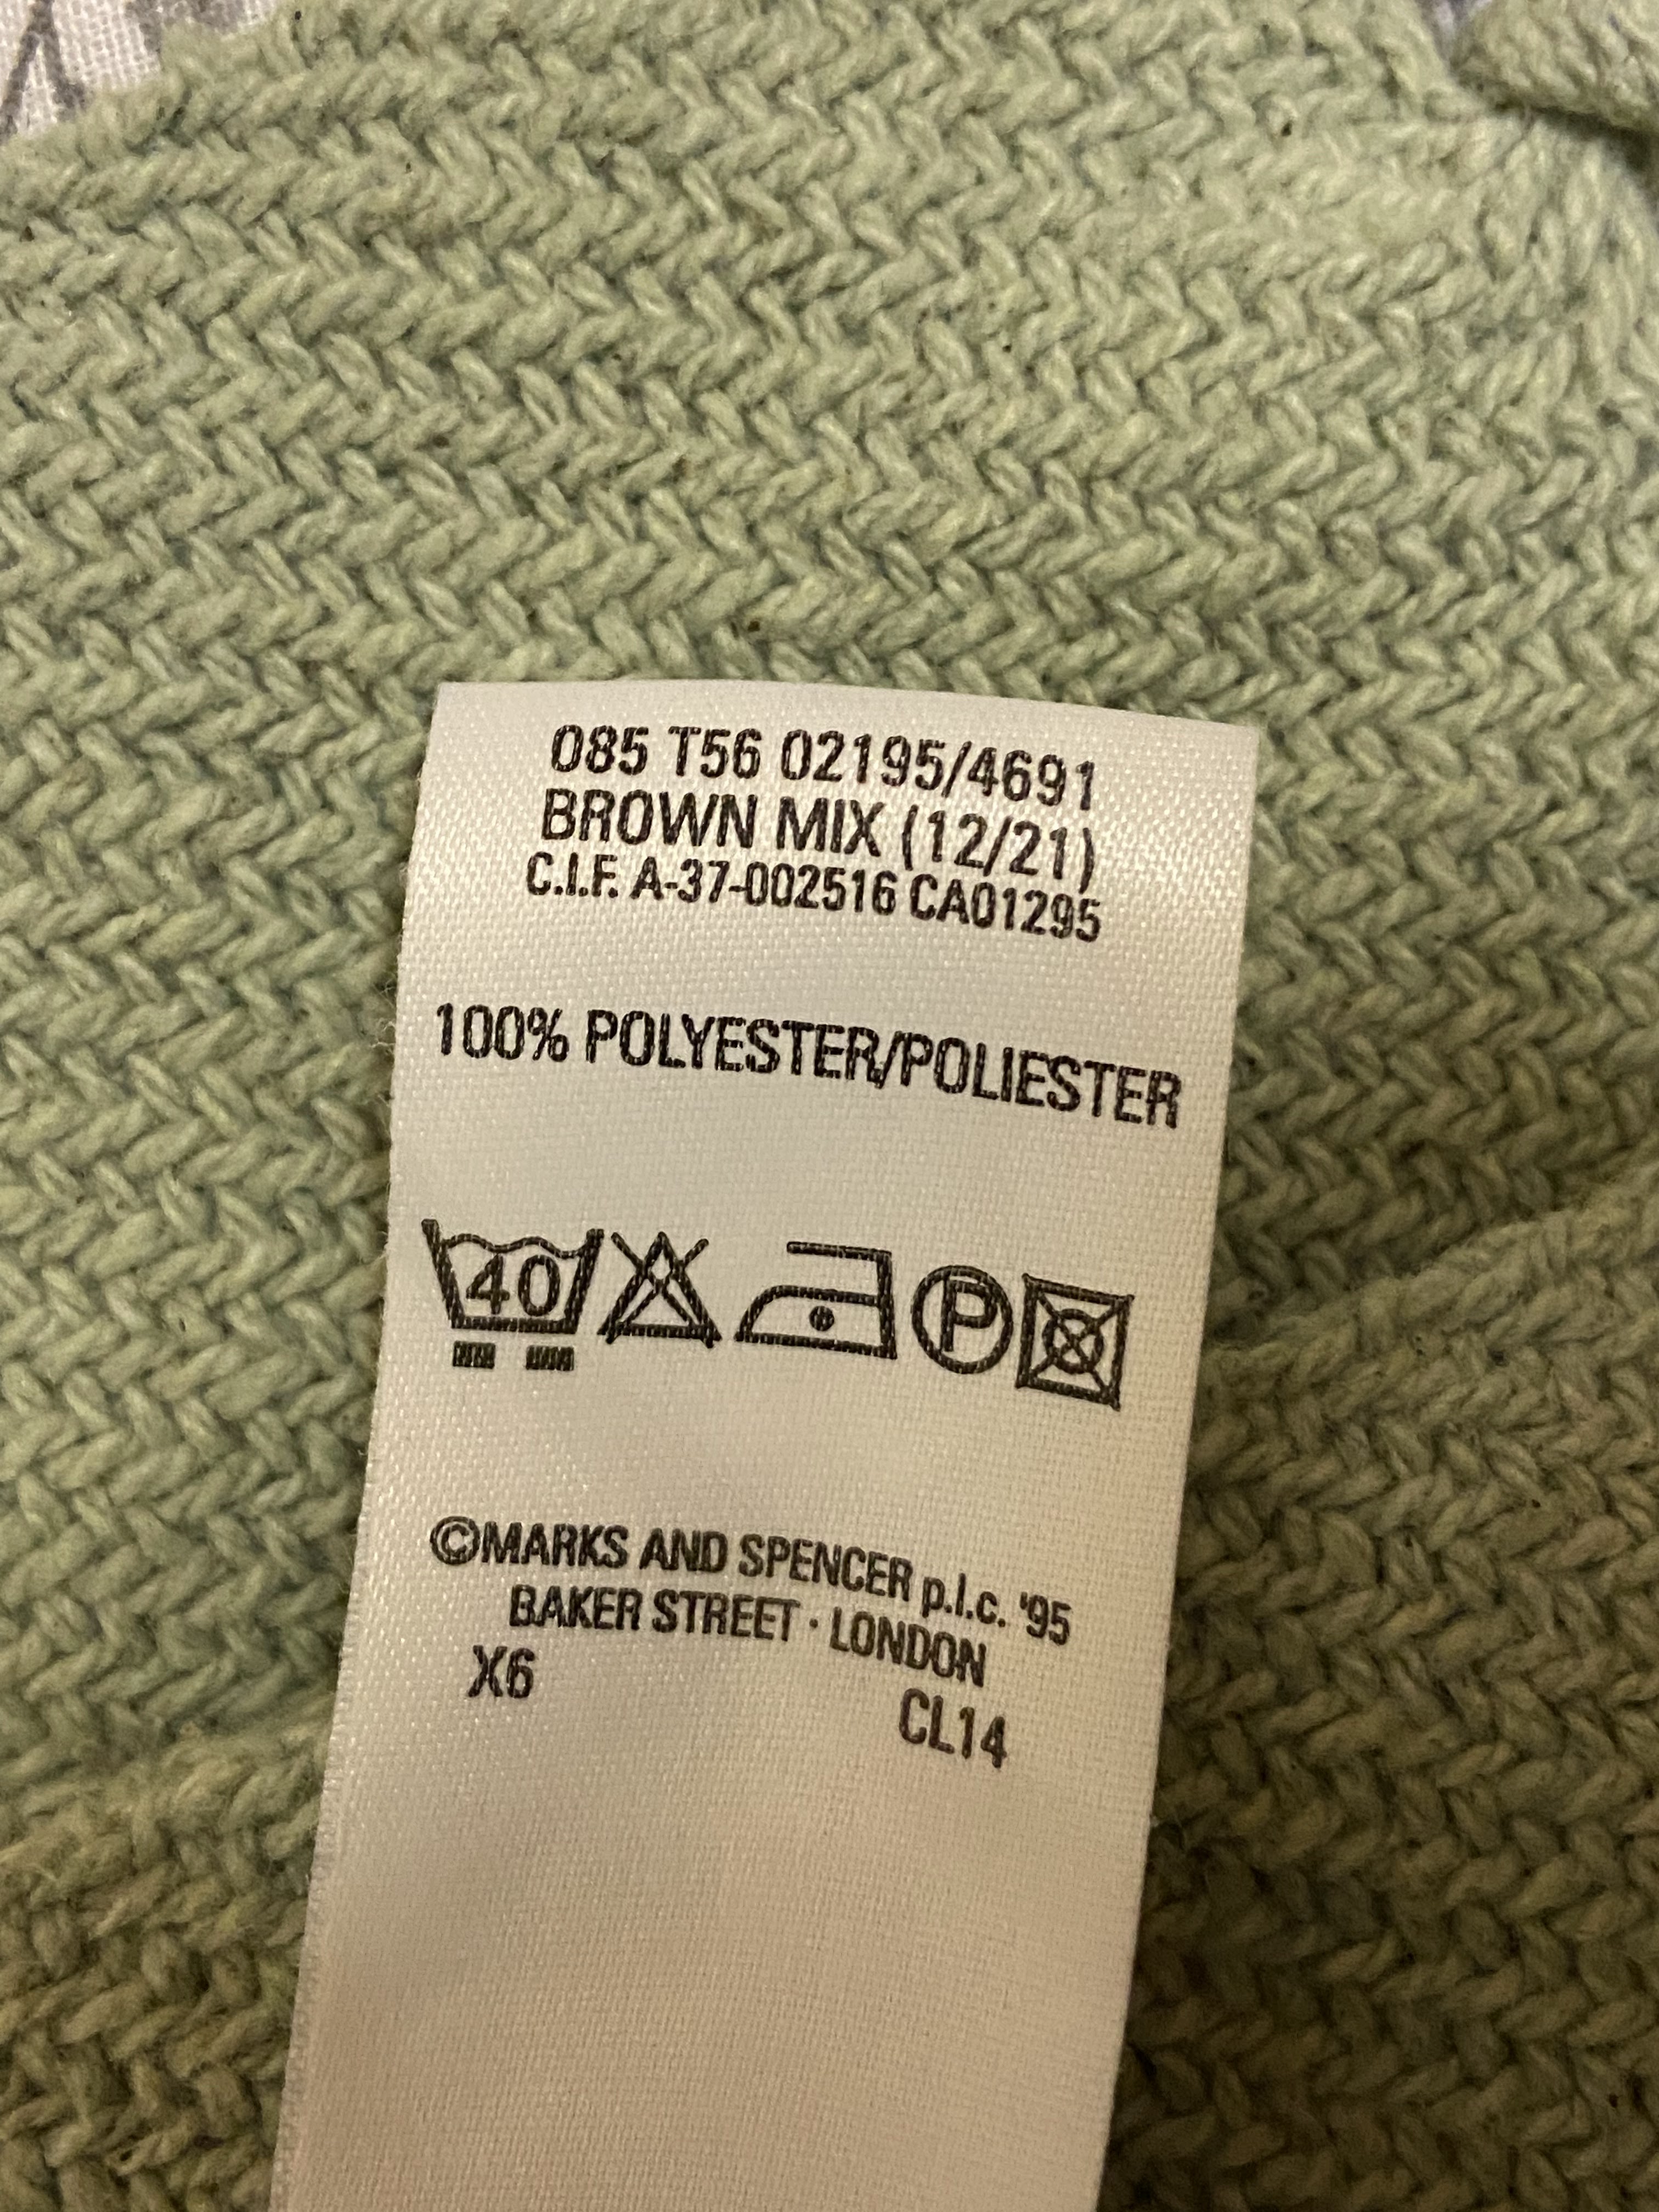 085 T56 02195/4691
BROWN MIX (12/21)
C.I.F. A-37-002516 CA01295
100% POLYESTER/POLIESTER
40 P
©MARKS AND SPENCER p.l.c. '95
BAKER STREET · LONDON
X6 CL14